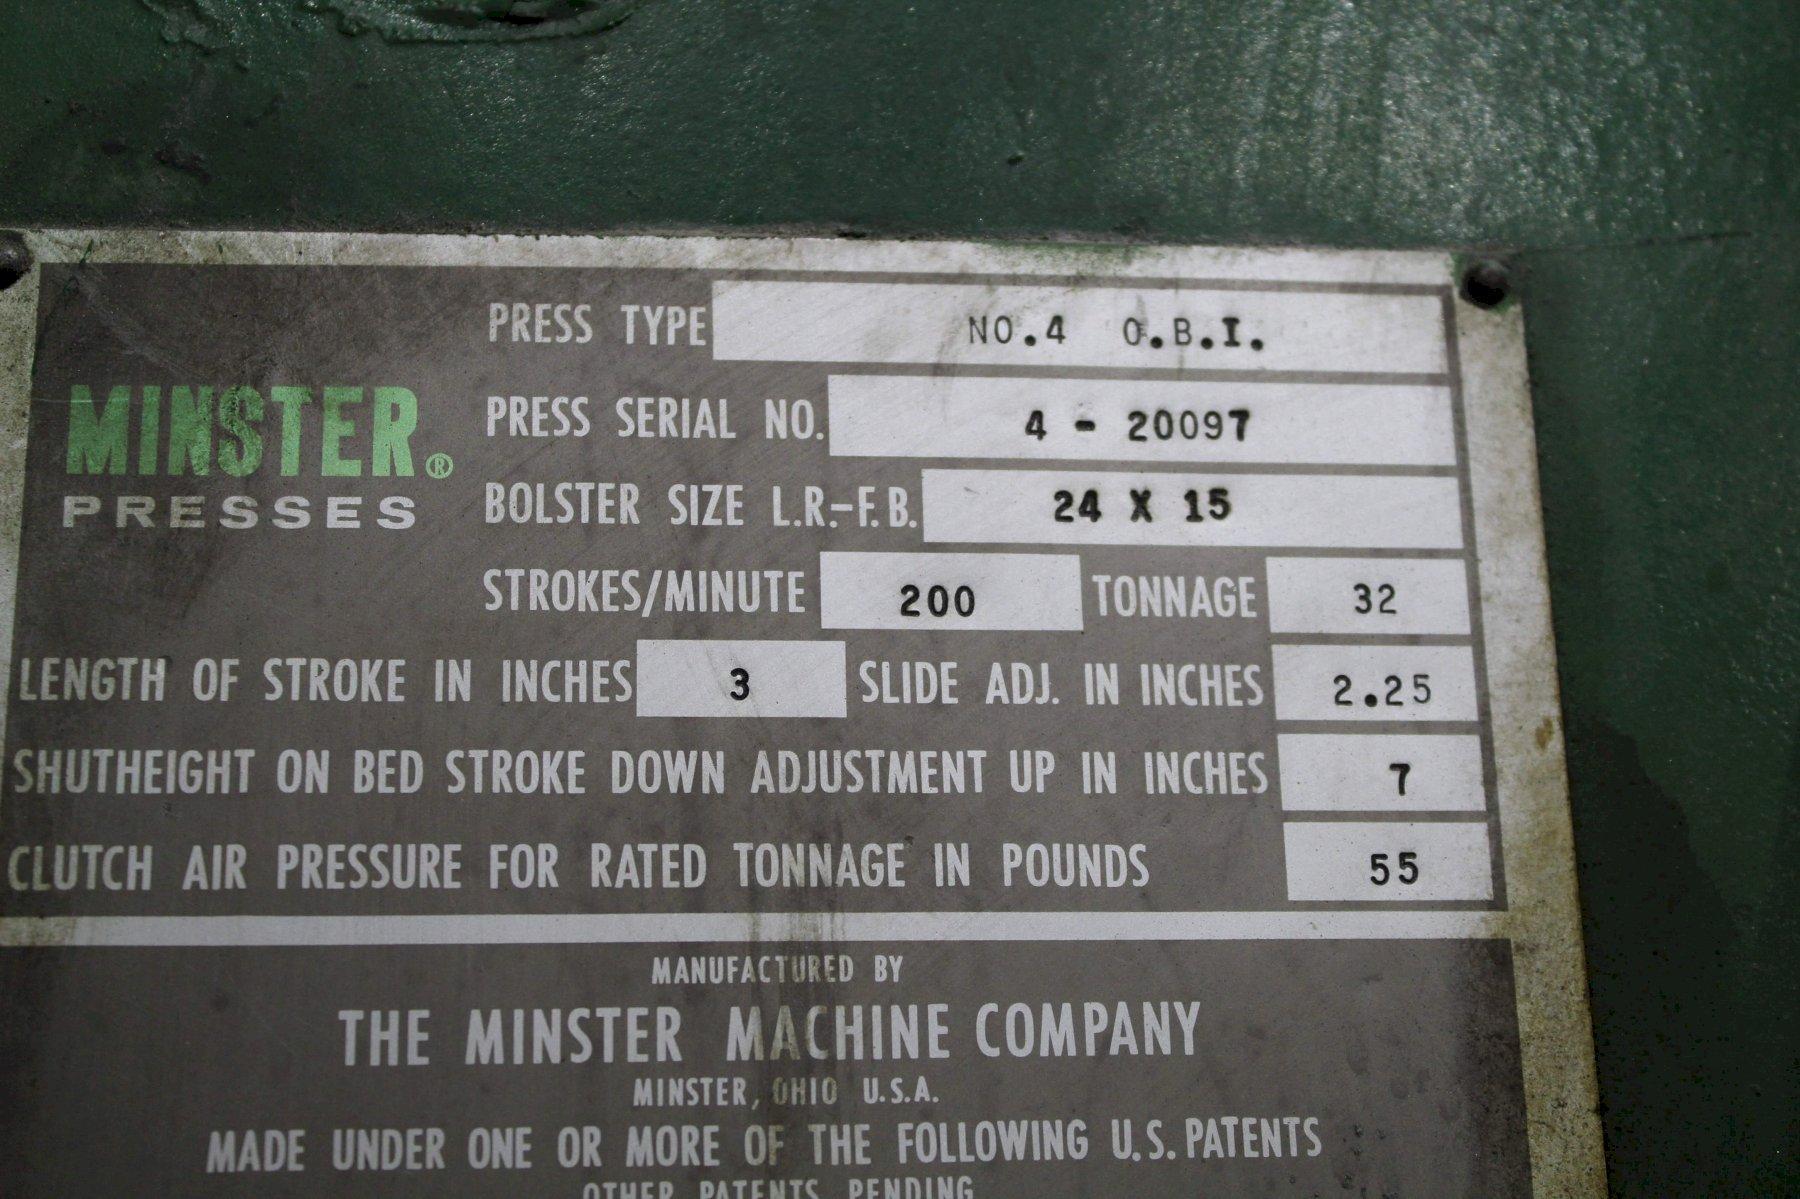 PRESS TYPE NO.4 O.B.I.
MINSTER®
PRESSES
PRESS SERIAL NO. 4 - 20097
BOLSTER SIZE L.R.-F.B. 24 X 15
STROKES/MINUTE 200 TONNAGE 32
LENGTH OF STROKE IN INCHES 3 SLIDE ADJ. IN INCHES 2.25
SHUTHEIGHT ON BED STROKE DOWN ADJUSTMENT UP IN INCHES 7
CLUTCH AIR PRESSURE FOR RATED TONNAGE IN POUNDS 55
MANUFACTURED BY
THE MINSTER MACHINE COMPANY
MINSTER, OHIO U.S.A.
MADE UNDER ONE OR MORE OF THE FOLLOWING U.S. PATENTS
OTHER PATENTS PENDING